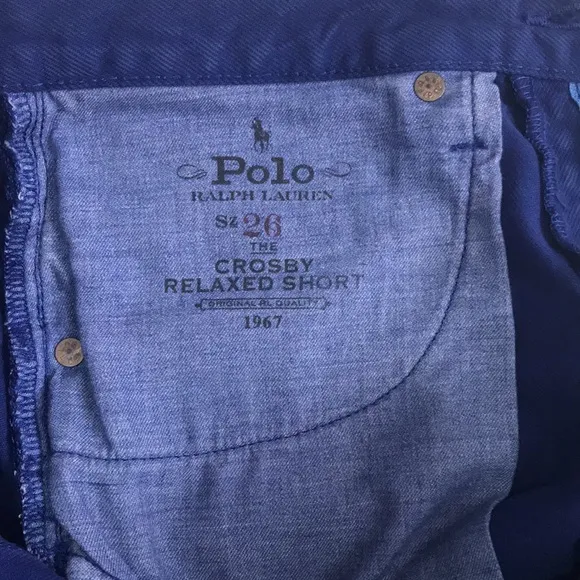 Polo
RALPH LAUREN
Sz 26
THE
CROSBY
RELAXED SHORT
ORIGINAL RL QUALITY
1967